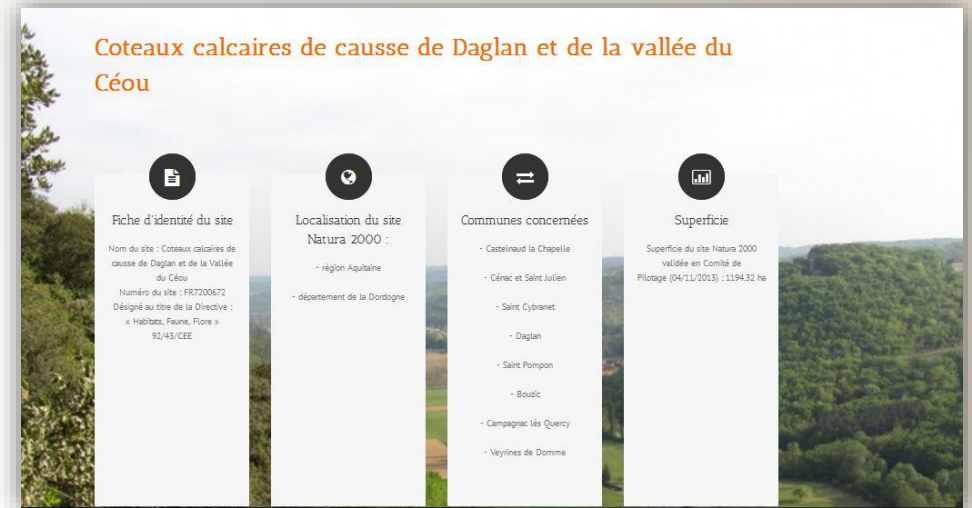 Coteaux calcaires de causse de Daglan et de la vallée du
Céou
Fiche d'identité du site
Nom du site : Coteaux calcaires de
causse de Daglan et de la Vallée
du Céou
Numéro du site : FR7200672
Désigné au titre de la Directive :
« Habitats, Faune, Flore »
92/43/CEE
Localisation du site
Natura 2000 :
- région Aquitaine
- département de la Dordogne
Communes concernées
- Castelnaud la Chapelle
- Cénac et Saint Julien
- Saint Cybranet
- Daglan
- Saint Pompon
- Bouzic
- Campagnac lès Quercy
- Veyrines de Domme
Superficie
Superficie du site Natura 2000
validée en Comité de
Pilotage (04/11/2013) : 1194.32 ha